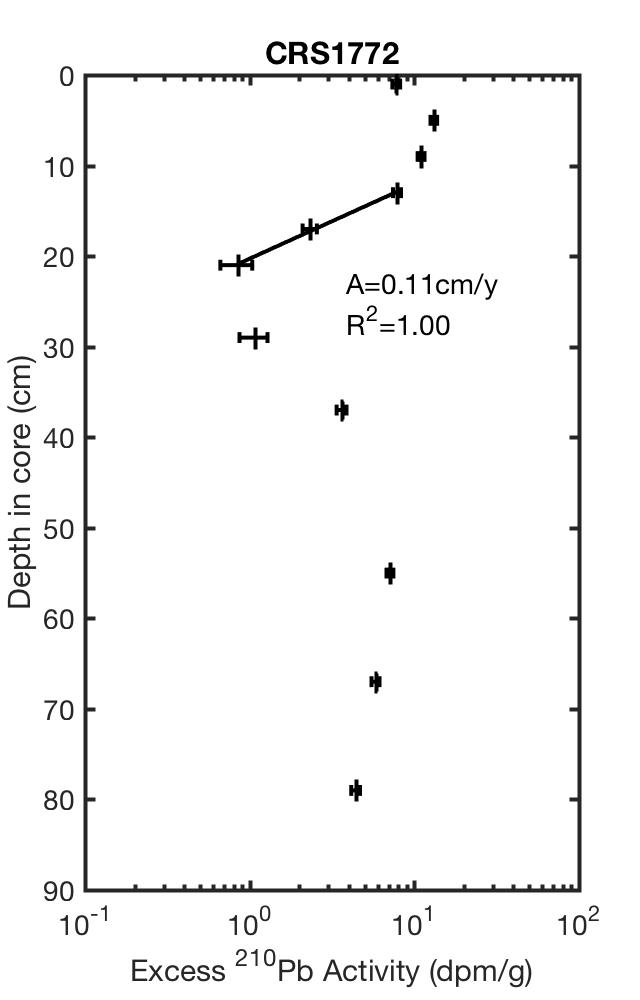 CRS1772
0
10
20
30
40
50
60
70
80
90
A=0.11cm/y
R²=1.00
Depth in core (cm)
10⁻¹ 10⁰ 10¹ 10²
Excess ²¹⁰Pb Activity (dpm/g)